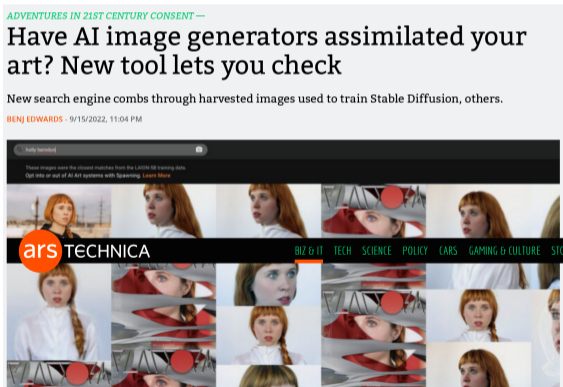 ADVENTURES IN 21ST CENTURY CONSENT —
Have AI image generators assimilated your
art? New tool lets you check
New search engine combs through harvested images used to train Stable Diffusion, others.
BENJ EDWARDS - 9/15/2022, 11:04 PM
holly herndon
These images were the closest matches from the LAION-5B training data.
Opt into or out of AI Art systems with Spawning. Learn More
ars TECHNICA
BIZ & IT TECH SCIENCE POLICY CARS GAMING & CULTURE STO